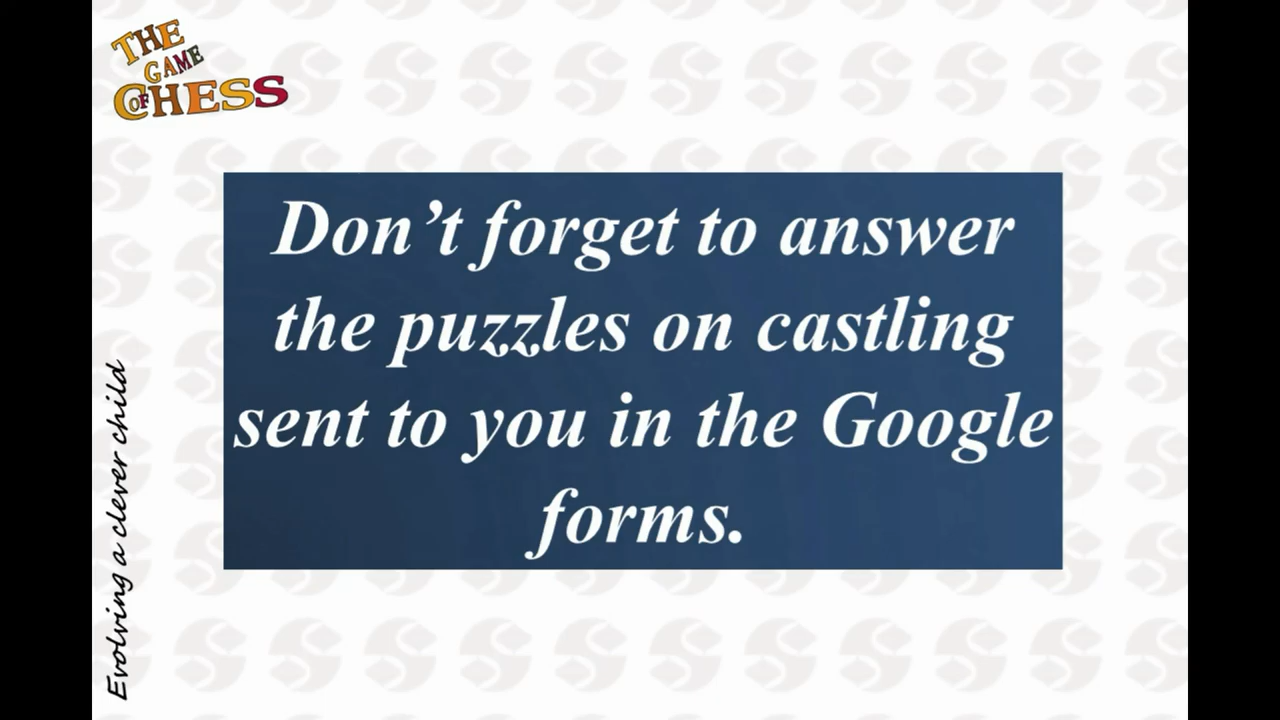 THE
GAME
OF CHESS
Don’t forget to answer
the puzzles on castling
sent to you in the Google
forms.
Evolving a clever child